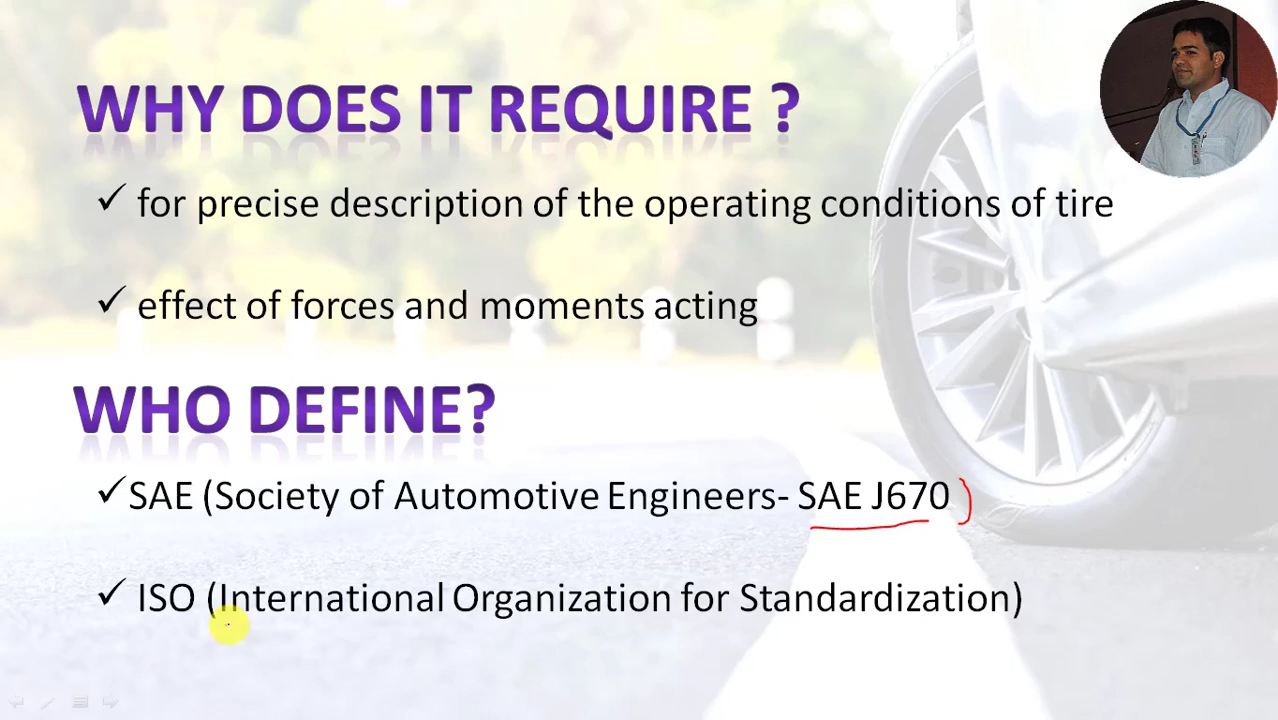 WHY DOES IT REQUIRE ?
✓ for precise description of the operating conditions of tire
✓ effect of forces and moments acting
WHO DEFINE?
✓SAE (Society of Automotive Engineers- SAE J670 )
✓ ISO (International Organization for Standardization)